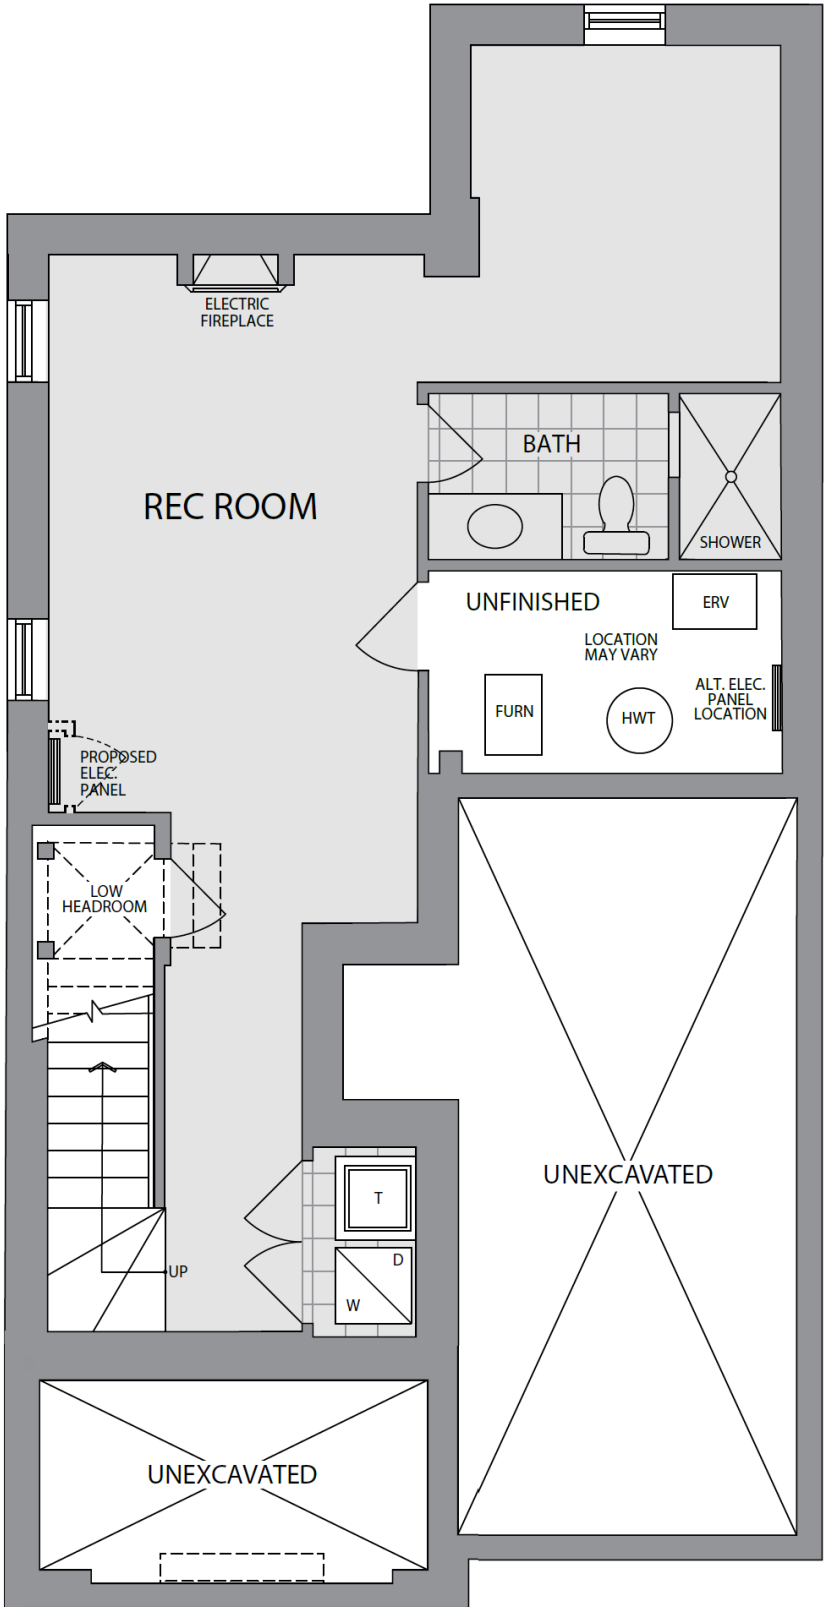 ELECTRIC
FIREPLACE
BATH
REC ROOM
SHOWER
UNFINISHED
ERV
LOCATION
MAY VARY
ALT. ELEC.
PANEL
LOCATION
FURN
HWT
PROPOSED
ELEC.
PANEL
LOW
HEADROOM
UNEXCAVATED
T
D
W
UP
UNEXCAVATED